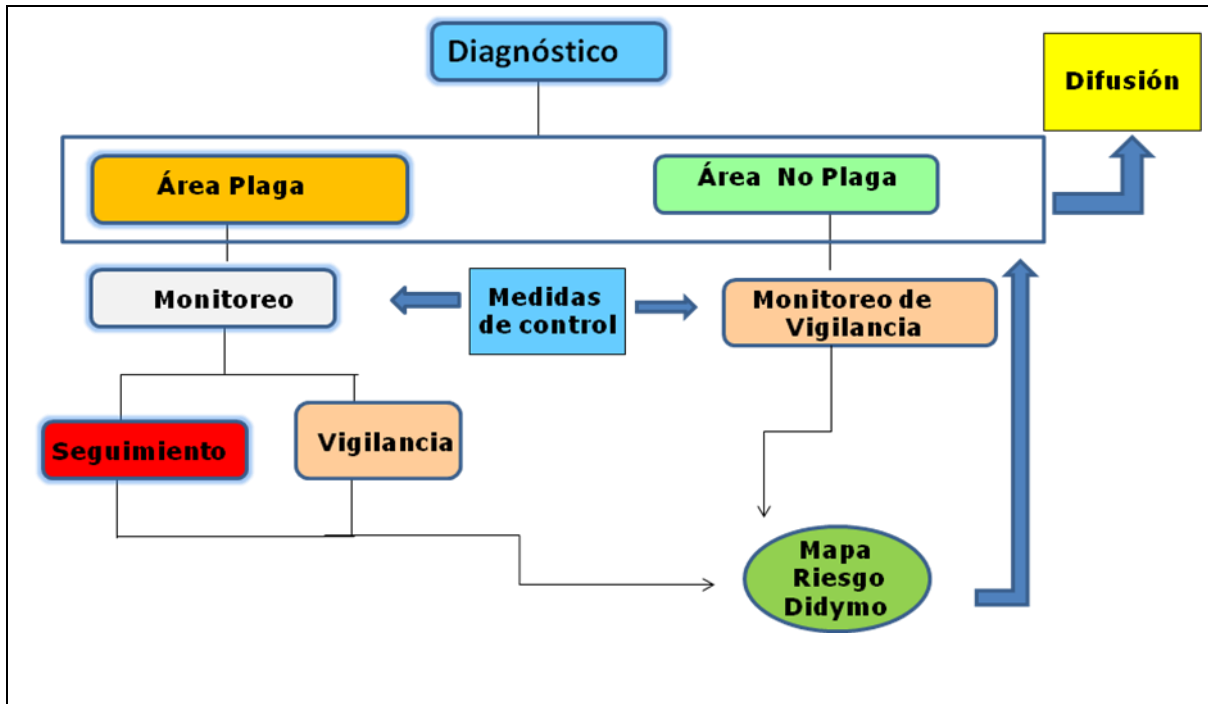 Diagnóstico
Difusión
Área Plaga
Área No Plaga
Monitoreo
Medidas
de control
Monitoreo de
Vigilancia
Seguimiento
Vigilancia
Mapa
Riesgo
Didymo